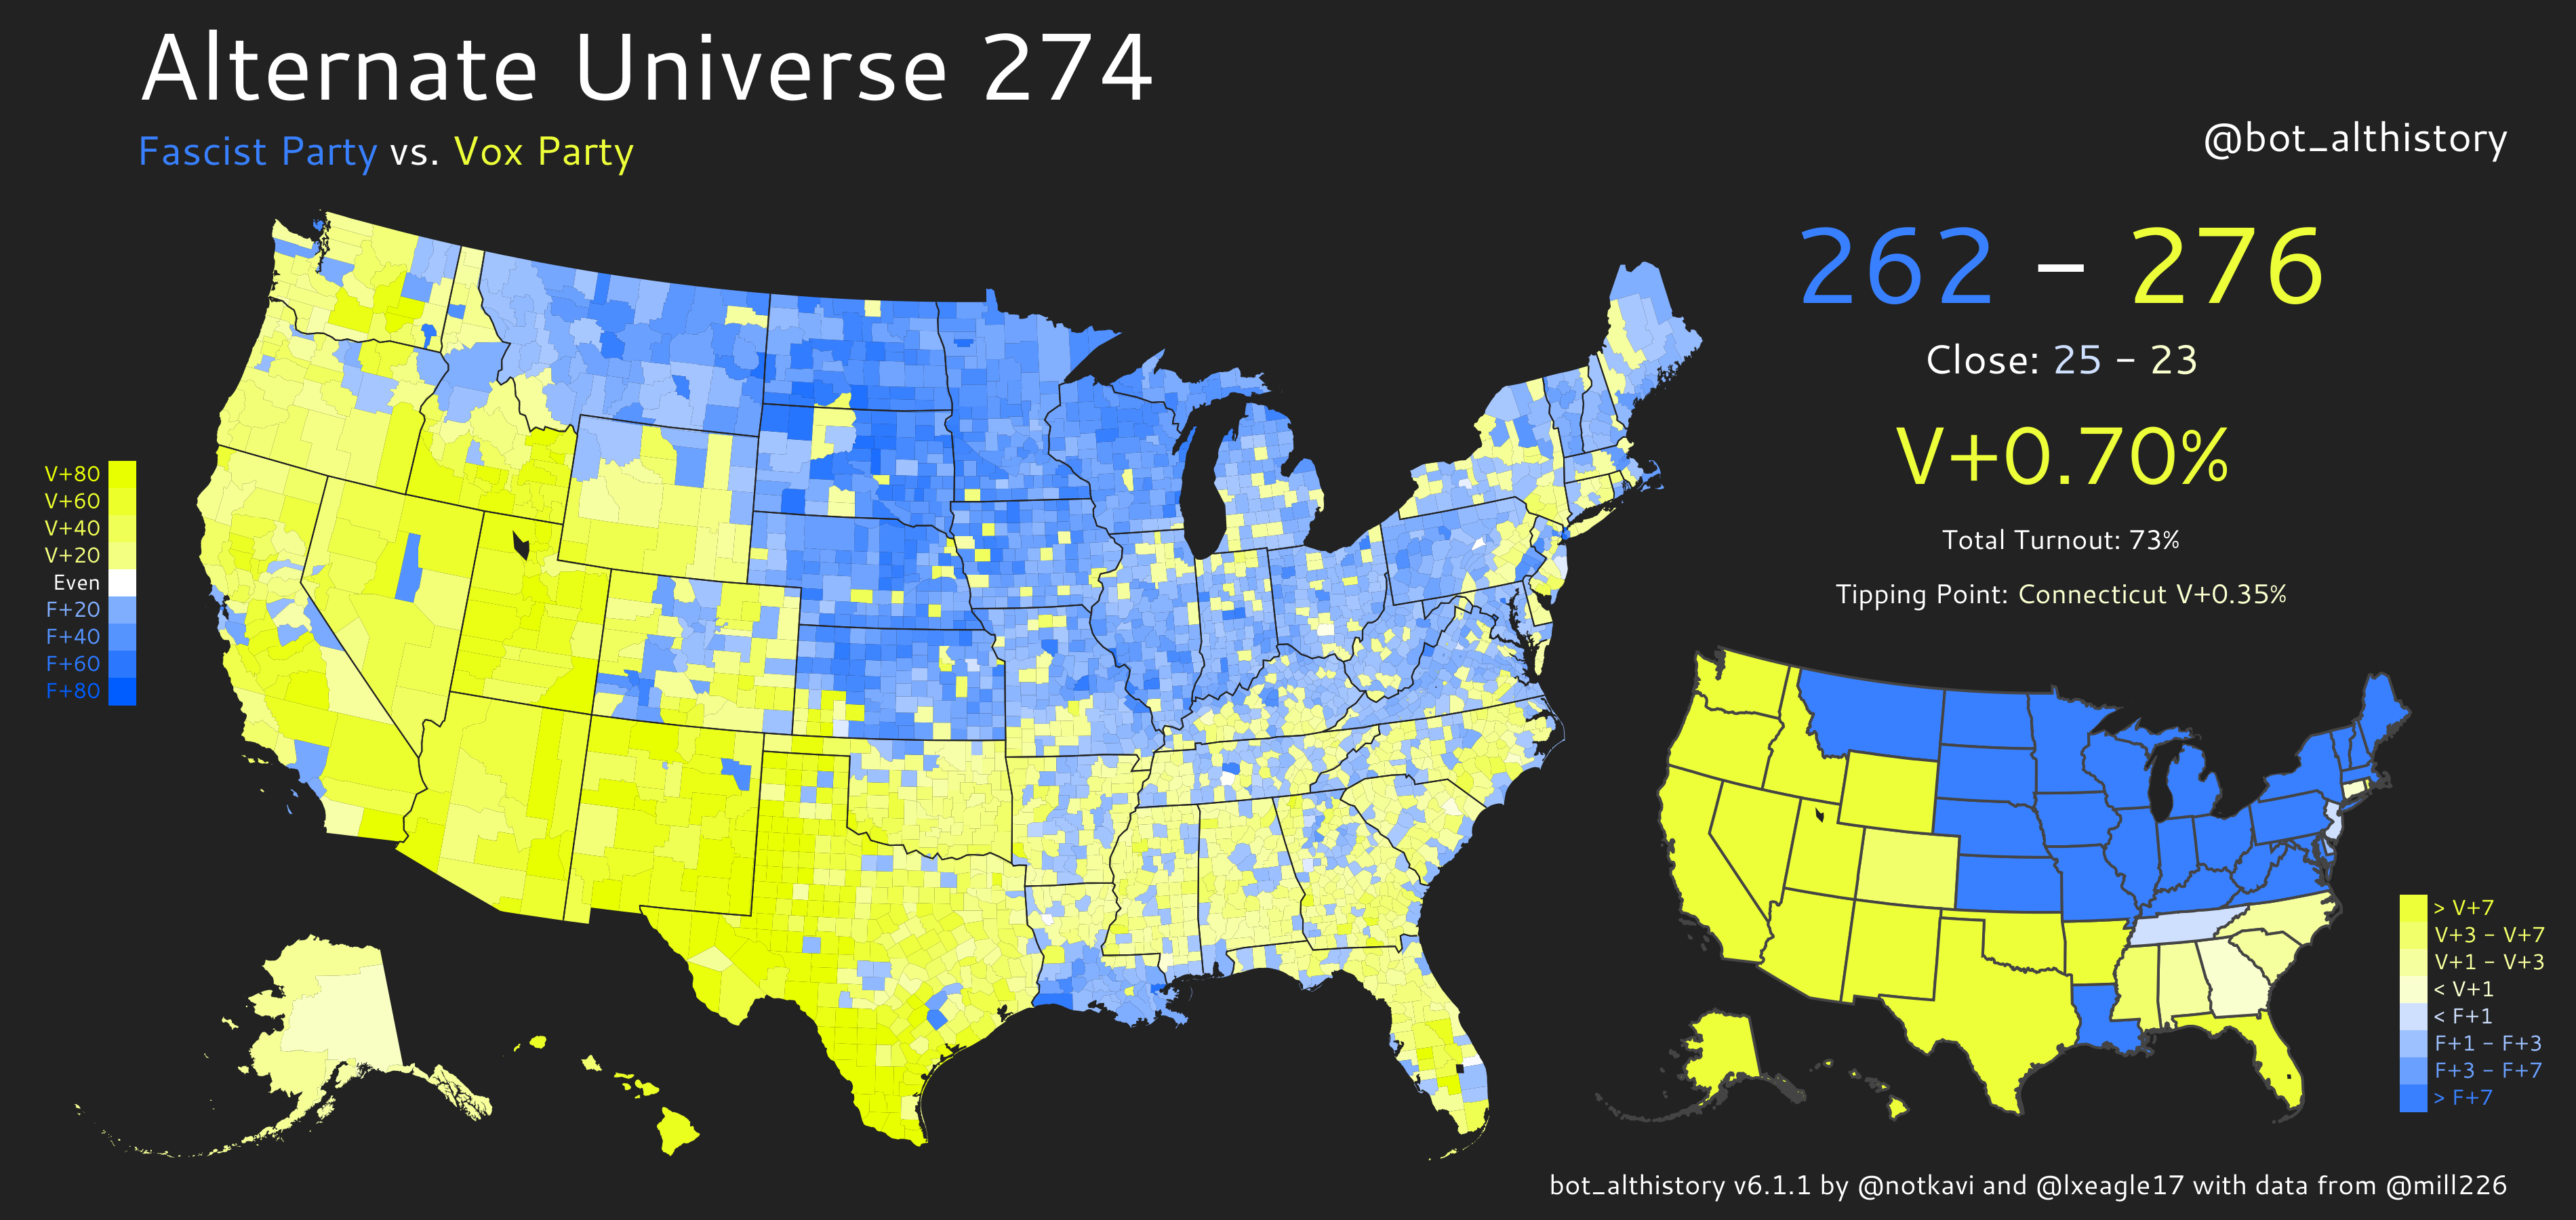 Alternate Universe 274
Fascist Party vs. Vox Party
@bot_althistory
262 - 276
Close: 25 - 23
V+0.70%
Total Turnout: 73%
Tipping Point: Connecticut V+0.35%
V+80
V+60
V+40
V+20
Even
F+20
F+40
F+60
F+80
> V+7
V+3 - V+7
V+1 - V+3
< V+1
< F+1
F+1 - F+3
F+3 - F+7
> F+7
bot_althistory v6.1.1 by @notkavi and @lxeagle17 with data from @mill226